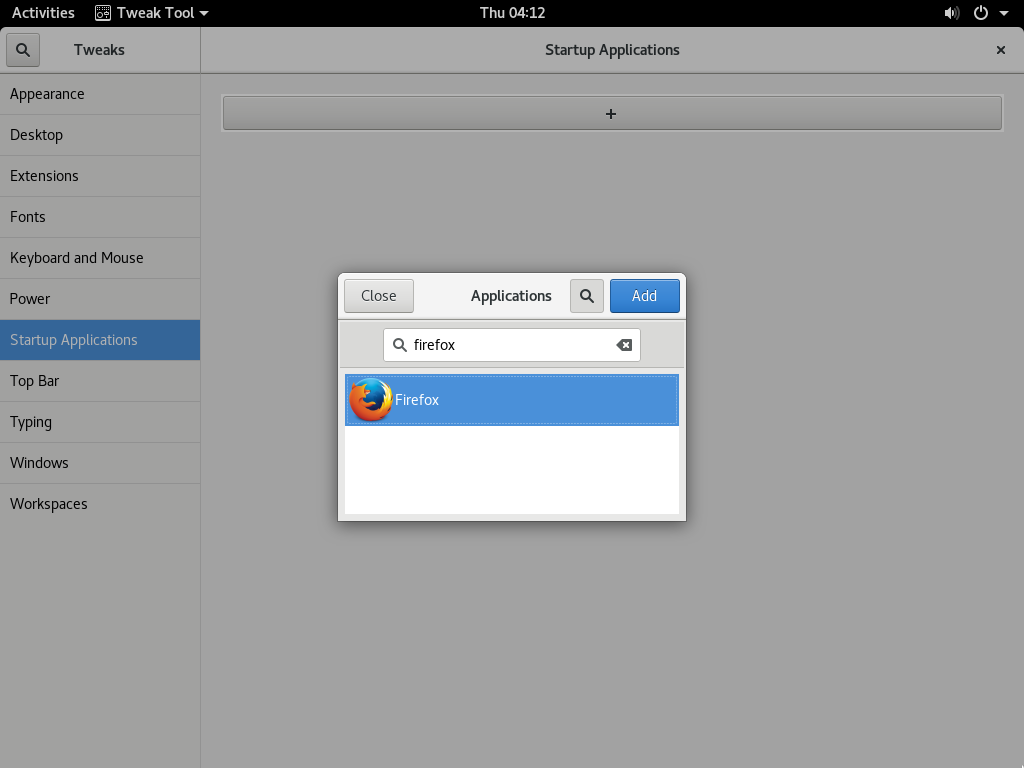 Activities Tweak Tool Thu 04:12
Tweaks Startup Applications
Appearance
Desktop
Extensions
Fonts
Keyboard and Mouse
Power
Startup Applications
Top Bar
Typing
Windows
Workspaces
+
Close Applications Add
firefox
Firefox